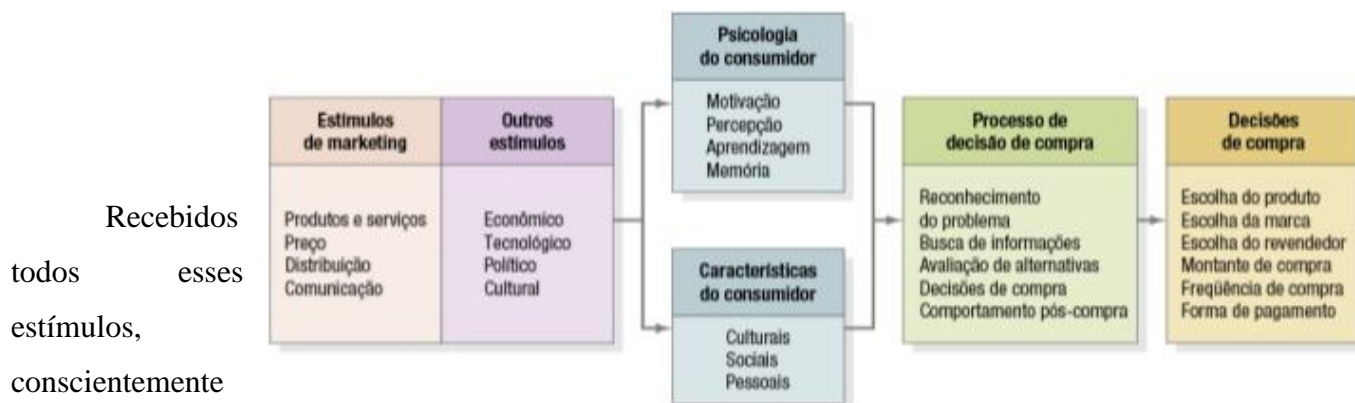 Estímulos
de marketing
Produtos e serviços
Preço
Distribuição
Comunicação
Outros
estímulos
Econômico
Tecnológico
Político
Cultural
Psicologia
do consumidor
Motivação
Percepção
Aprendizagem
Memória
Características
do consumidor
Culturais
Sociais
Pessoais
Processo de
decisão de compra
Reconhecimento
do problema
Busca de informações
Avaliação de alternativas
Decisões de compra
Comportamento pós-compra
Decisões
de compra
Escolha do produto
Escolha da marca
Escolha do revendedor
Montante de compra
Freqüência de compra
Forma de pagamento
Recebidos
todos esses
estímulos,
conscientemente